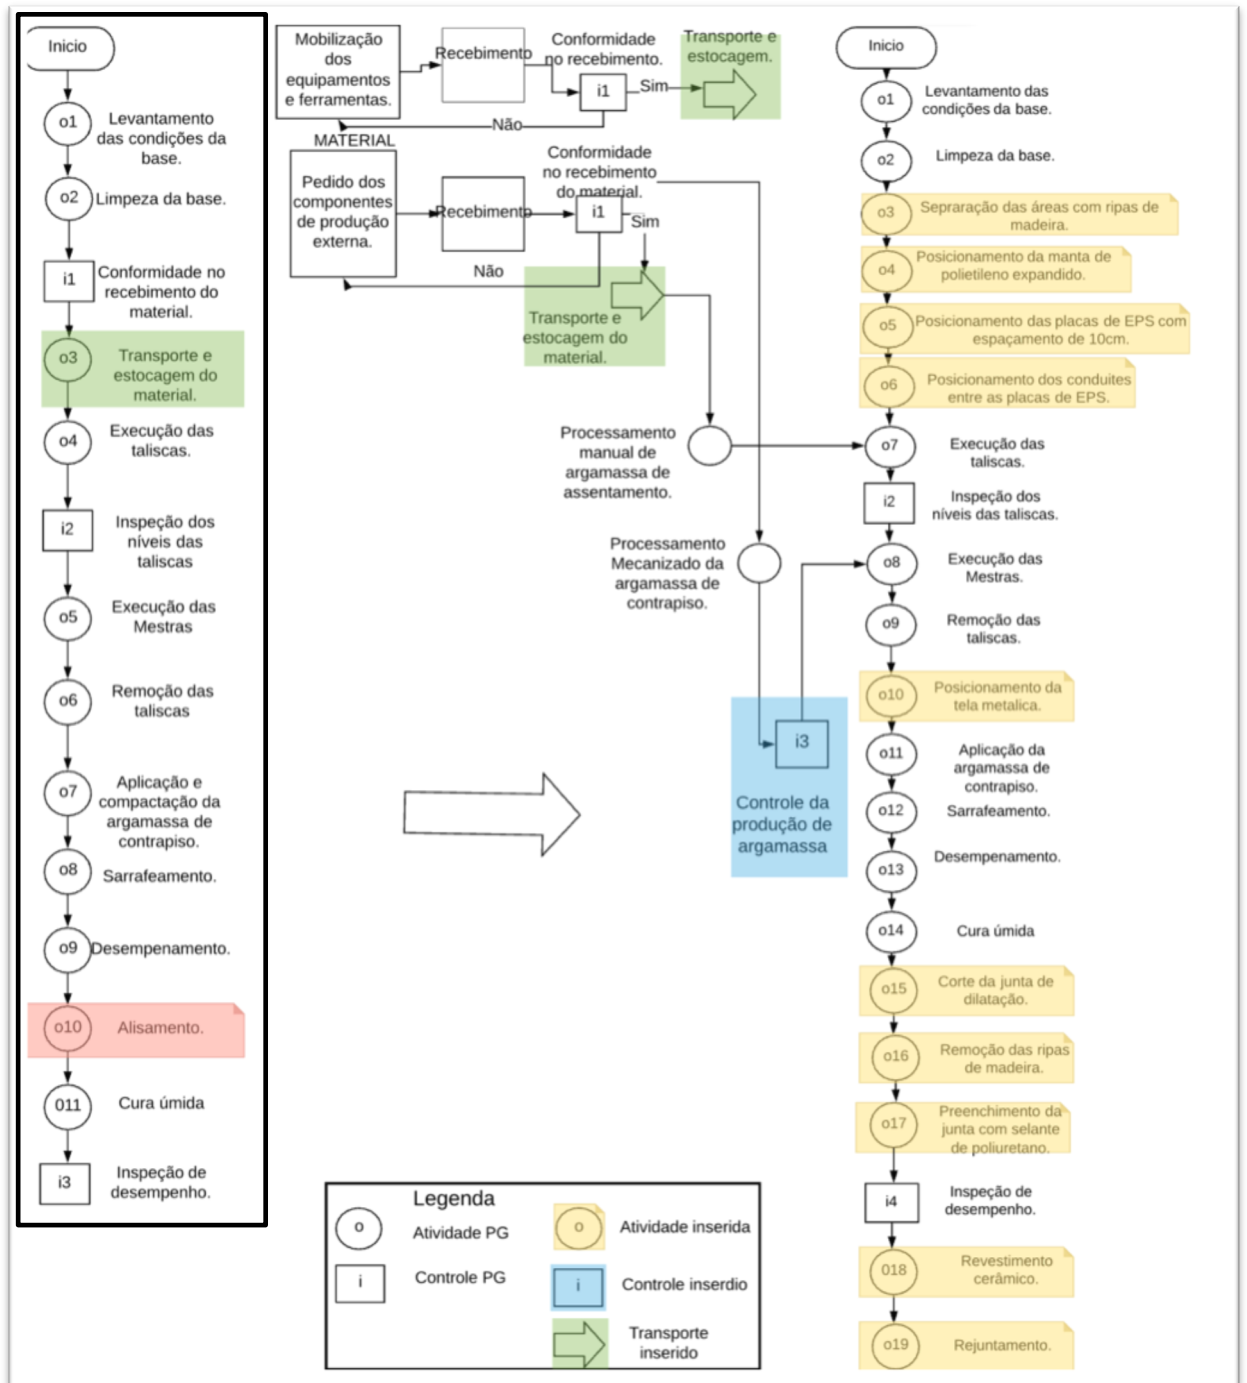 Inicio
o1
Levantamento
das condições da
base.
o2
Limpeza da base.
i1
Conformidade no
recebimento do
material.
o3
Transporte e
estocagem do
material.
o4
Execução das
taliscas.
i2
Inspeção dos
níveis das
taliscas
o5
Execução das
Mestras
o6
Remoção das
taliscas
o7
Aplicação e
compactação da
argamassa de
contrapiso.
o8
Sarrafeamento.
o9
Desempenamento.
o10
Alisamento.
011
Cura úmida
i3
Inspeção de
desempenho.
Mobilização
dos
equipamentos
e ferramentas.
Recebimento
Conformidade
no recebimento.
i1
Sim
Transporte e
estocagem.
Não
MATERIAL
Pedido dos
componentes
de produção
externa.
Recebimento
Conformidade
no recebimento
do material.
i1
Sim
Não
Transporte e
estocagem do
material.
Processamento
manual de
argamassa de
assentamento.
Processamento
Mecanizado da
argamassa de
contrapiso.
i3
Controle da
produção de
argamassa
Inicio
o1
Levantamento das
condições da base.
o2
Limpeza da base.
o3
Sepraração das áreas com ripas de
madeira.
o4
Posicionamento da manta de
polietileno expandido.
o5
Posicionamento das placas de EPS com
espaçamento de 10cm.
o6
Posicionamento dos conduites
entre as placas de EPS.
o7
Execução das
taliscas.
i2
Inspeção dos
níveis das taliscas.
o8
Execução das
Mestras.
o9
Remoção das
taliscas.
o10
Posicionamento da
tela metalica.
o11
Aplicação da
argamassa de
contrapiso.
o12
Sarrafeamento.
o13
Desempenamento.
o14
Cura úmida
o15
Corte da junta de
dilatação.
o16
Remoção das ripas
de madeira.
o17
Preenchimento da
junta com selante
de poliuretano.
i4
Inspeção de
desempenho.
018
Revestimento
cerâmico.
o19
Rejuntamento.
Legenda
o
Atividade PG
o
Atividade inserida
i
Controle PG
i
Controle inserdio
Transporte
inserido